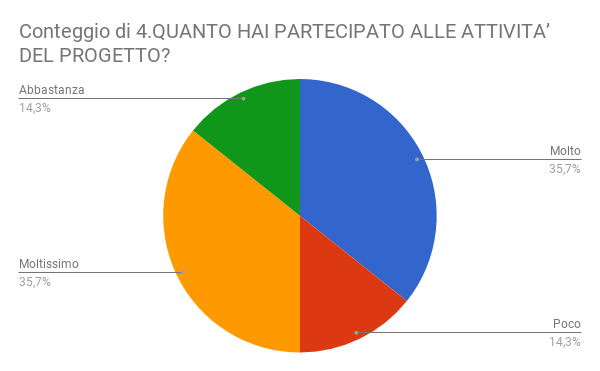 Conteggio di 4.QUANTO HAI PARTECIPATO ALLE ATTIVITA’
DEL PROGETTO?
Abbastanza
14,3%
Molto
35,7%
Moltissimo
35,7%
Poco
14,3%